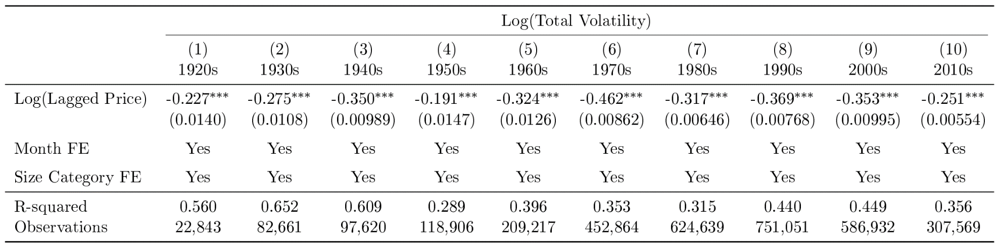 Log(Total Volatility)
(1) (2) (3) (4) (5) (6) (7) (8) (9) (10)
1920s 1930s 1940s 1950s 1960s 1970s 1980s 1990s 2000s 2010s
Log(Lagged Price) -0.227*** -0.275*** -0.350*** -0.191*** -0.324*** -0.462*** -0.317*** -0.369*** -0.353*** -0.251***
(0.0140) (0.0108) (0.00989) (0.0147) (0.0126) (0.00862) (0.00646) (0.00768) (0.00995) (0.00554)
Month FE Yes Yes Yes Yes Yes Yes Yes Yes Yes Yes
Size Category FE Yes Yes Yes Yes Yes Yes Yes Yes Yes Yes
R-squared 0.560 0.652 0.609 0.289 0.396 0.353 0.315 0.440 0.449 0.356
Observations 22,843 82,661 97,620 118,906 209,217 452,864 624,639 751,051 586,932 307,569